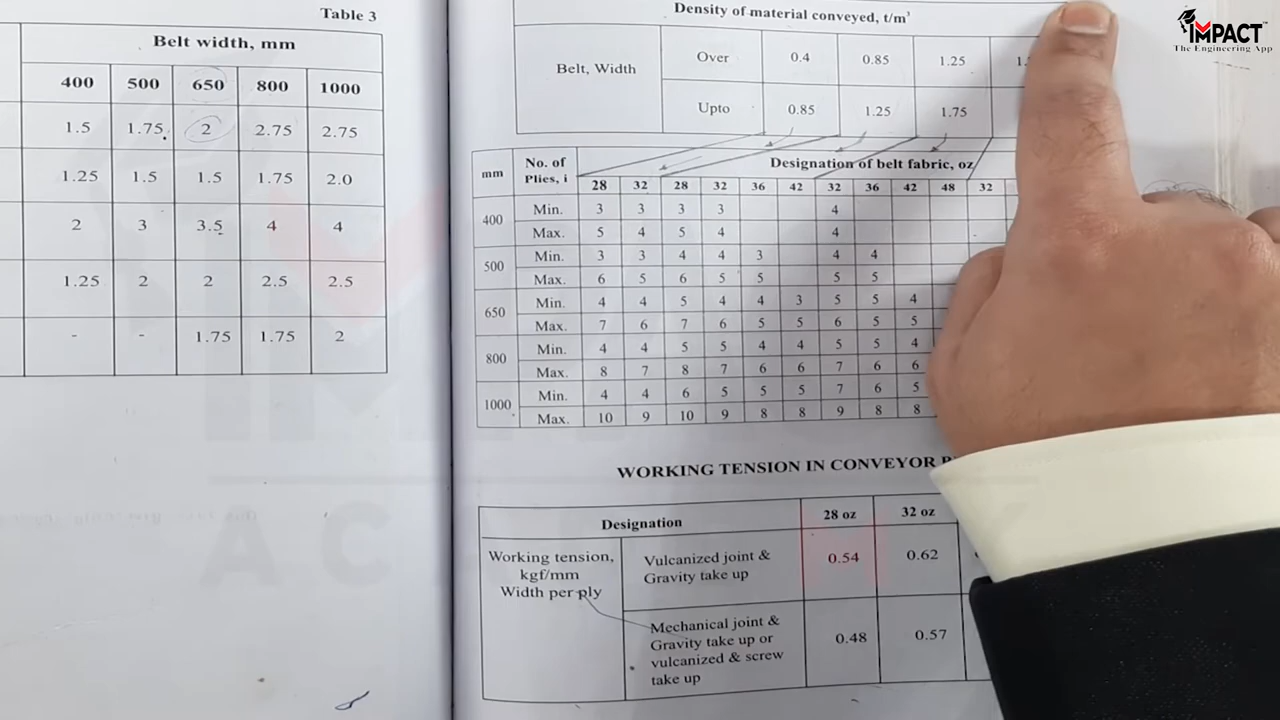 Table 3
Belt width, mm
400 500 650 800 1000
1.5 1.75 2 2.75 2.75
1.25 1.5 1.5 1.75 2.0
2 3 3.5 4 4
1.25 2 2 2.5 2.5
- - 1.75 1.75 2
Density of material conveyed, t/m³
Belt, Width Over 0.4 0.85 1.25
Upto 0.85 1.25 1.75
mm No. of Plies, i Designation of belt fabric, oz
28 32 28 32 36 42 32 36 42 48 32
400 Min. 3 3 3 3 4
Max. 5 4 5 4 4
500 Min. 3 3 4 4 3 4 4
Max. 6 5 6 5 5 5 5
650 Min. 4 4 5 4 4 3 5 5 4
Max. 7 6 7 6 5 5 6 5 5
800 Min. 4 4 5 5 4 4 5 5 4
Max. 8 7 8 7 6 6 7 6 6
1000 Min. 4 4 6 5 5 5 7 6 5
Max. 10 9 10 9 8 8 9 8 8
WORKING TENSION IN CONVEYOR
Designation 28 oz 32 oz
Working tension,
kgf/mm
Width per ply
Vulcanized joint &
Gravity take up
0.54 0.62
Mechanical joint &
Gravity take up or
vulcanized & screw
take up
0.48 0.57
IMPACT
The Engineering App